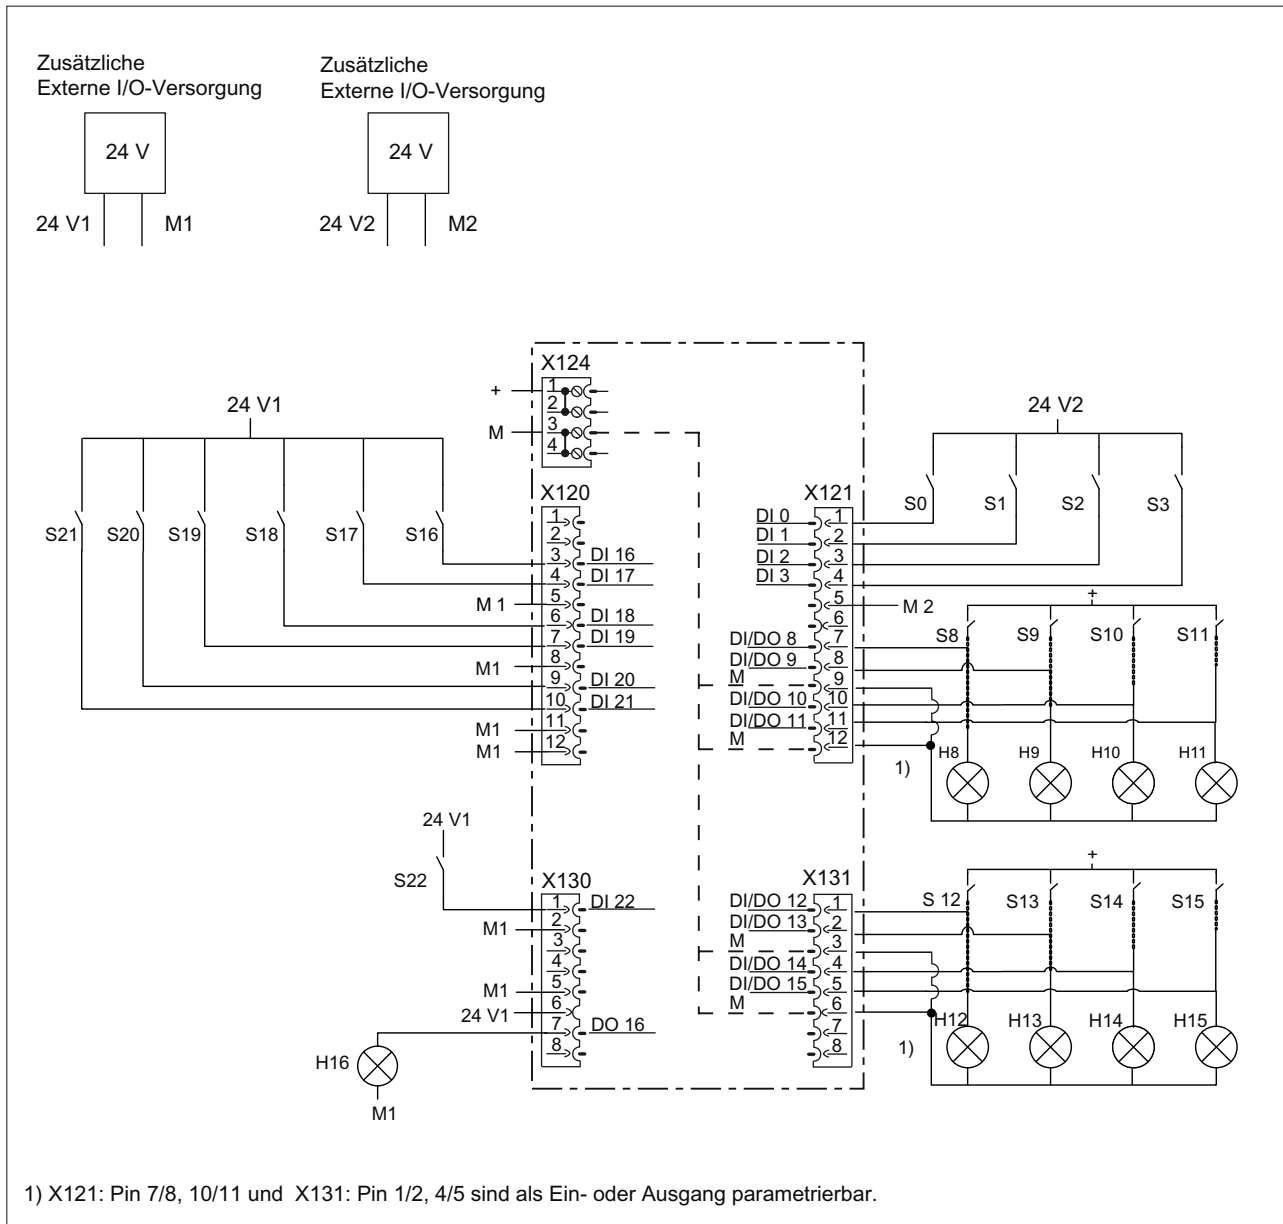 Zusätzliche
Externe I/O-Versorgung
24 V
24 V1
M1
Zusätzliche
Externe I/O-Versorgung
24 V
24 V2
M2
X124
+
M
1
2
3
4
24 V1
S21
S20
S19
S18
S17
S16
X120
1
2
3
4
5
6
7
8
9
10
11
12
DI 16
DI 17
M 1
DI 18
DI 19
M1
DI 20
DI 21
M1
M1
24 V2
S0
S1
S2
S3
X121
DI 0
DI 1
DI 2
DI 3
DI/DO 8
DI/DO 9
M
DI/DO 10
DI/DO 11
M
1
2
3
4
5
6
7
8
9
10
11
12
M 2
+
S8
S9
S10
S11
1)
H8
H9
H10
H11
24 V1
S22
X130
1
2
3
4
5
6
7
8
DI 22
M1
M1
24 V1
DO 16
H16
M1
X131
DI/DO 12
DI/DO 13
M
DI/DO 14
DI/DO 15
M
1
2
3
4
5
6
7
8
+
S 12
S13
S14
S15
1)
H12
H13
H14
H15
1) X121: Pin 7/8, 10/11 und X131: Pin 1/2, 4/5 sind als Ein- oder Ausgang parametrierbar.